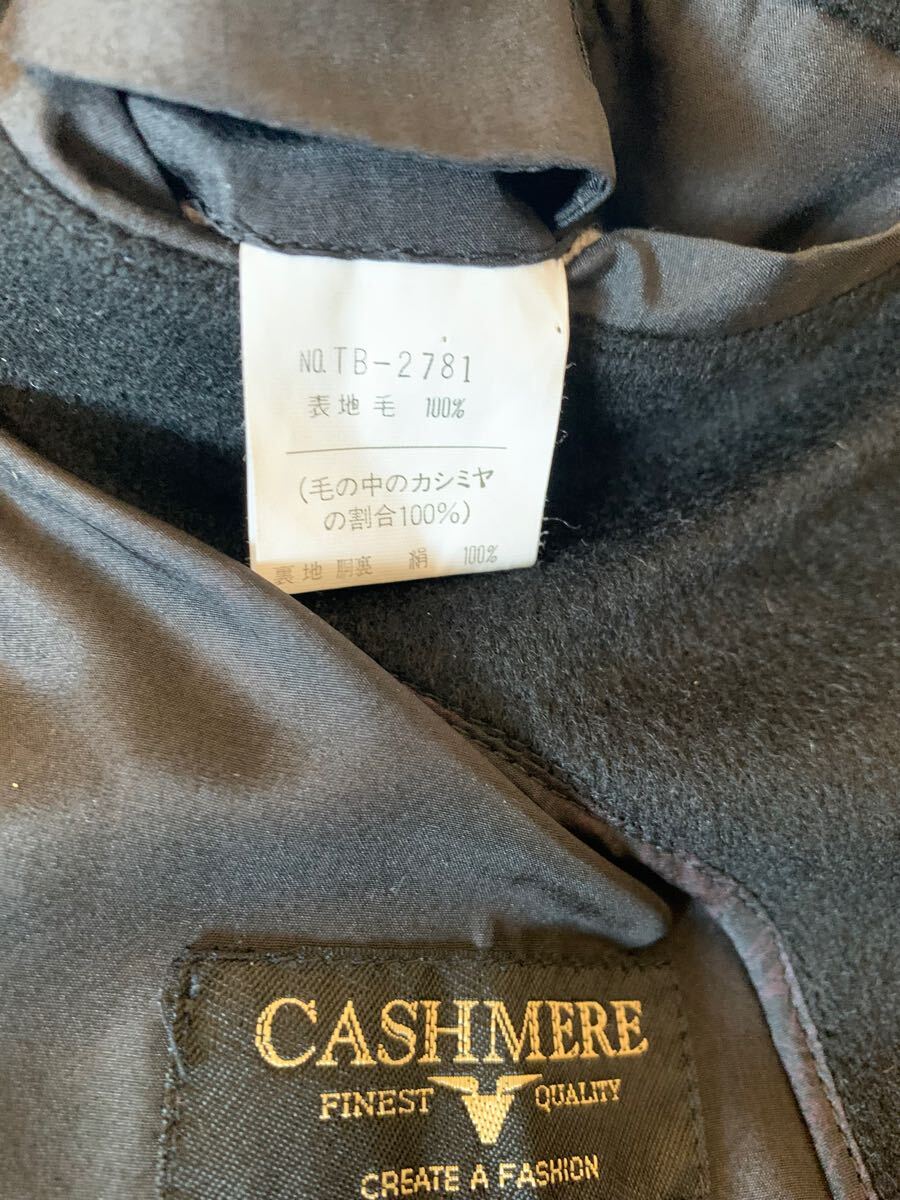 NO.TB-2781
表地毛 100%
(毛の中のカシミヤ
の割合100%)
裏地 胴裏 絹 100%
CASHMERE
FINEST QUALITY
CREATE A FASHION